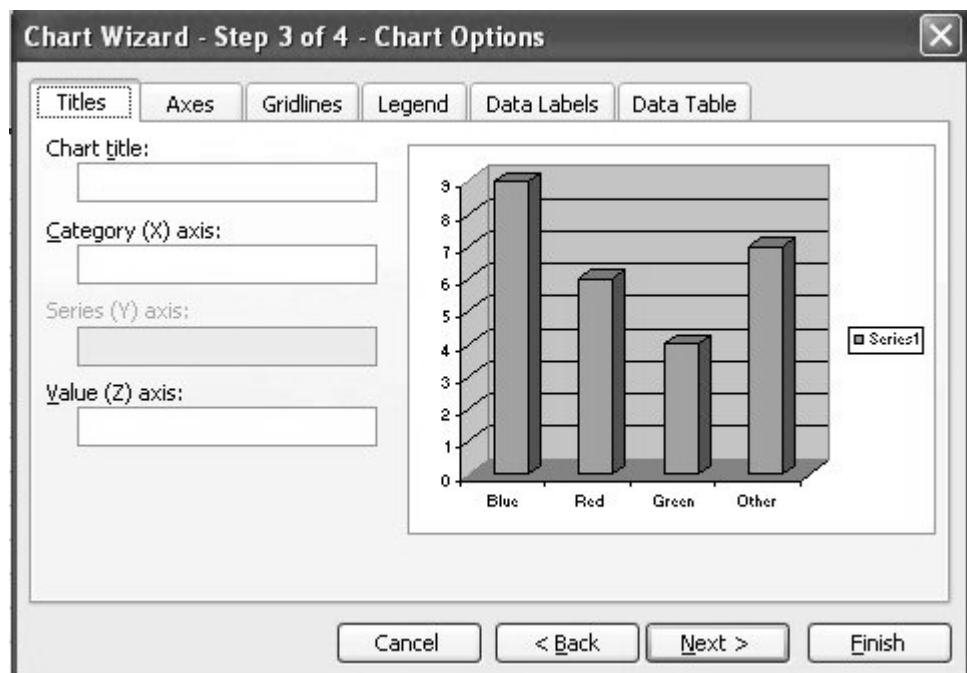 Chart Wizard - Step 3 of 4 - Chart Options
Titles Axes Gridlines Legend Data Labels Data Table
Chart title:
Category (X) axis:
Series (Y) axis:
Value (Z) axis:
9
8
7
6
5
4
3
2
1
0
Blue Red Green Other
Series1
Cancel < Back Next > Finish